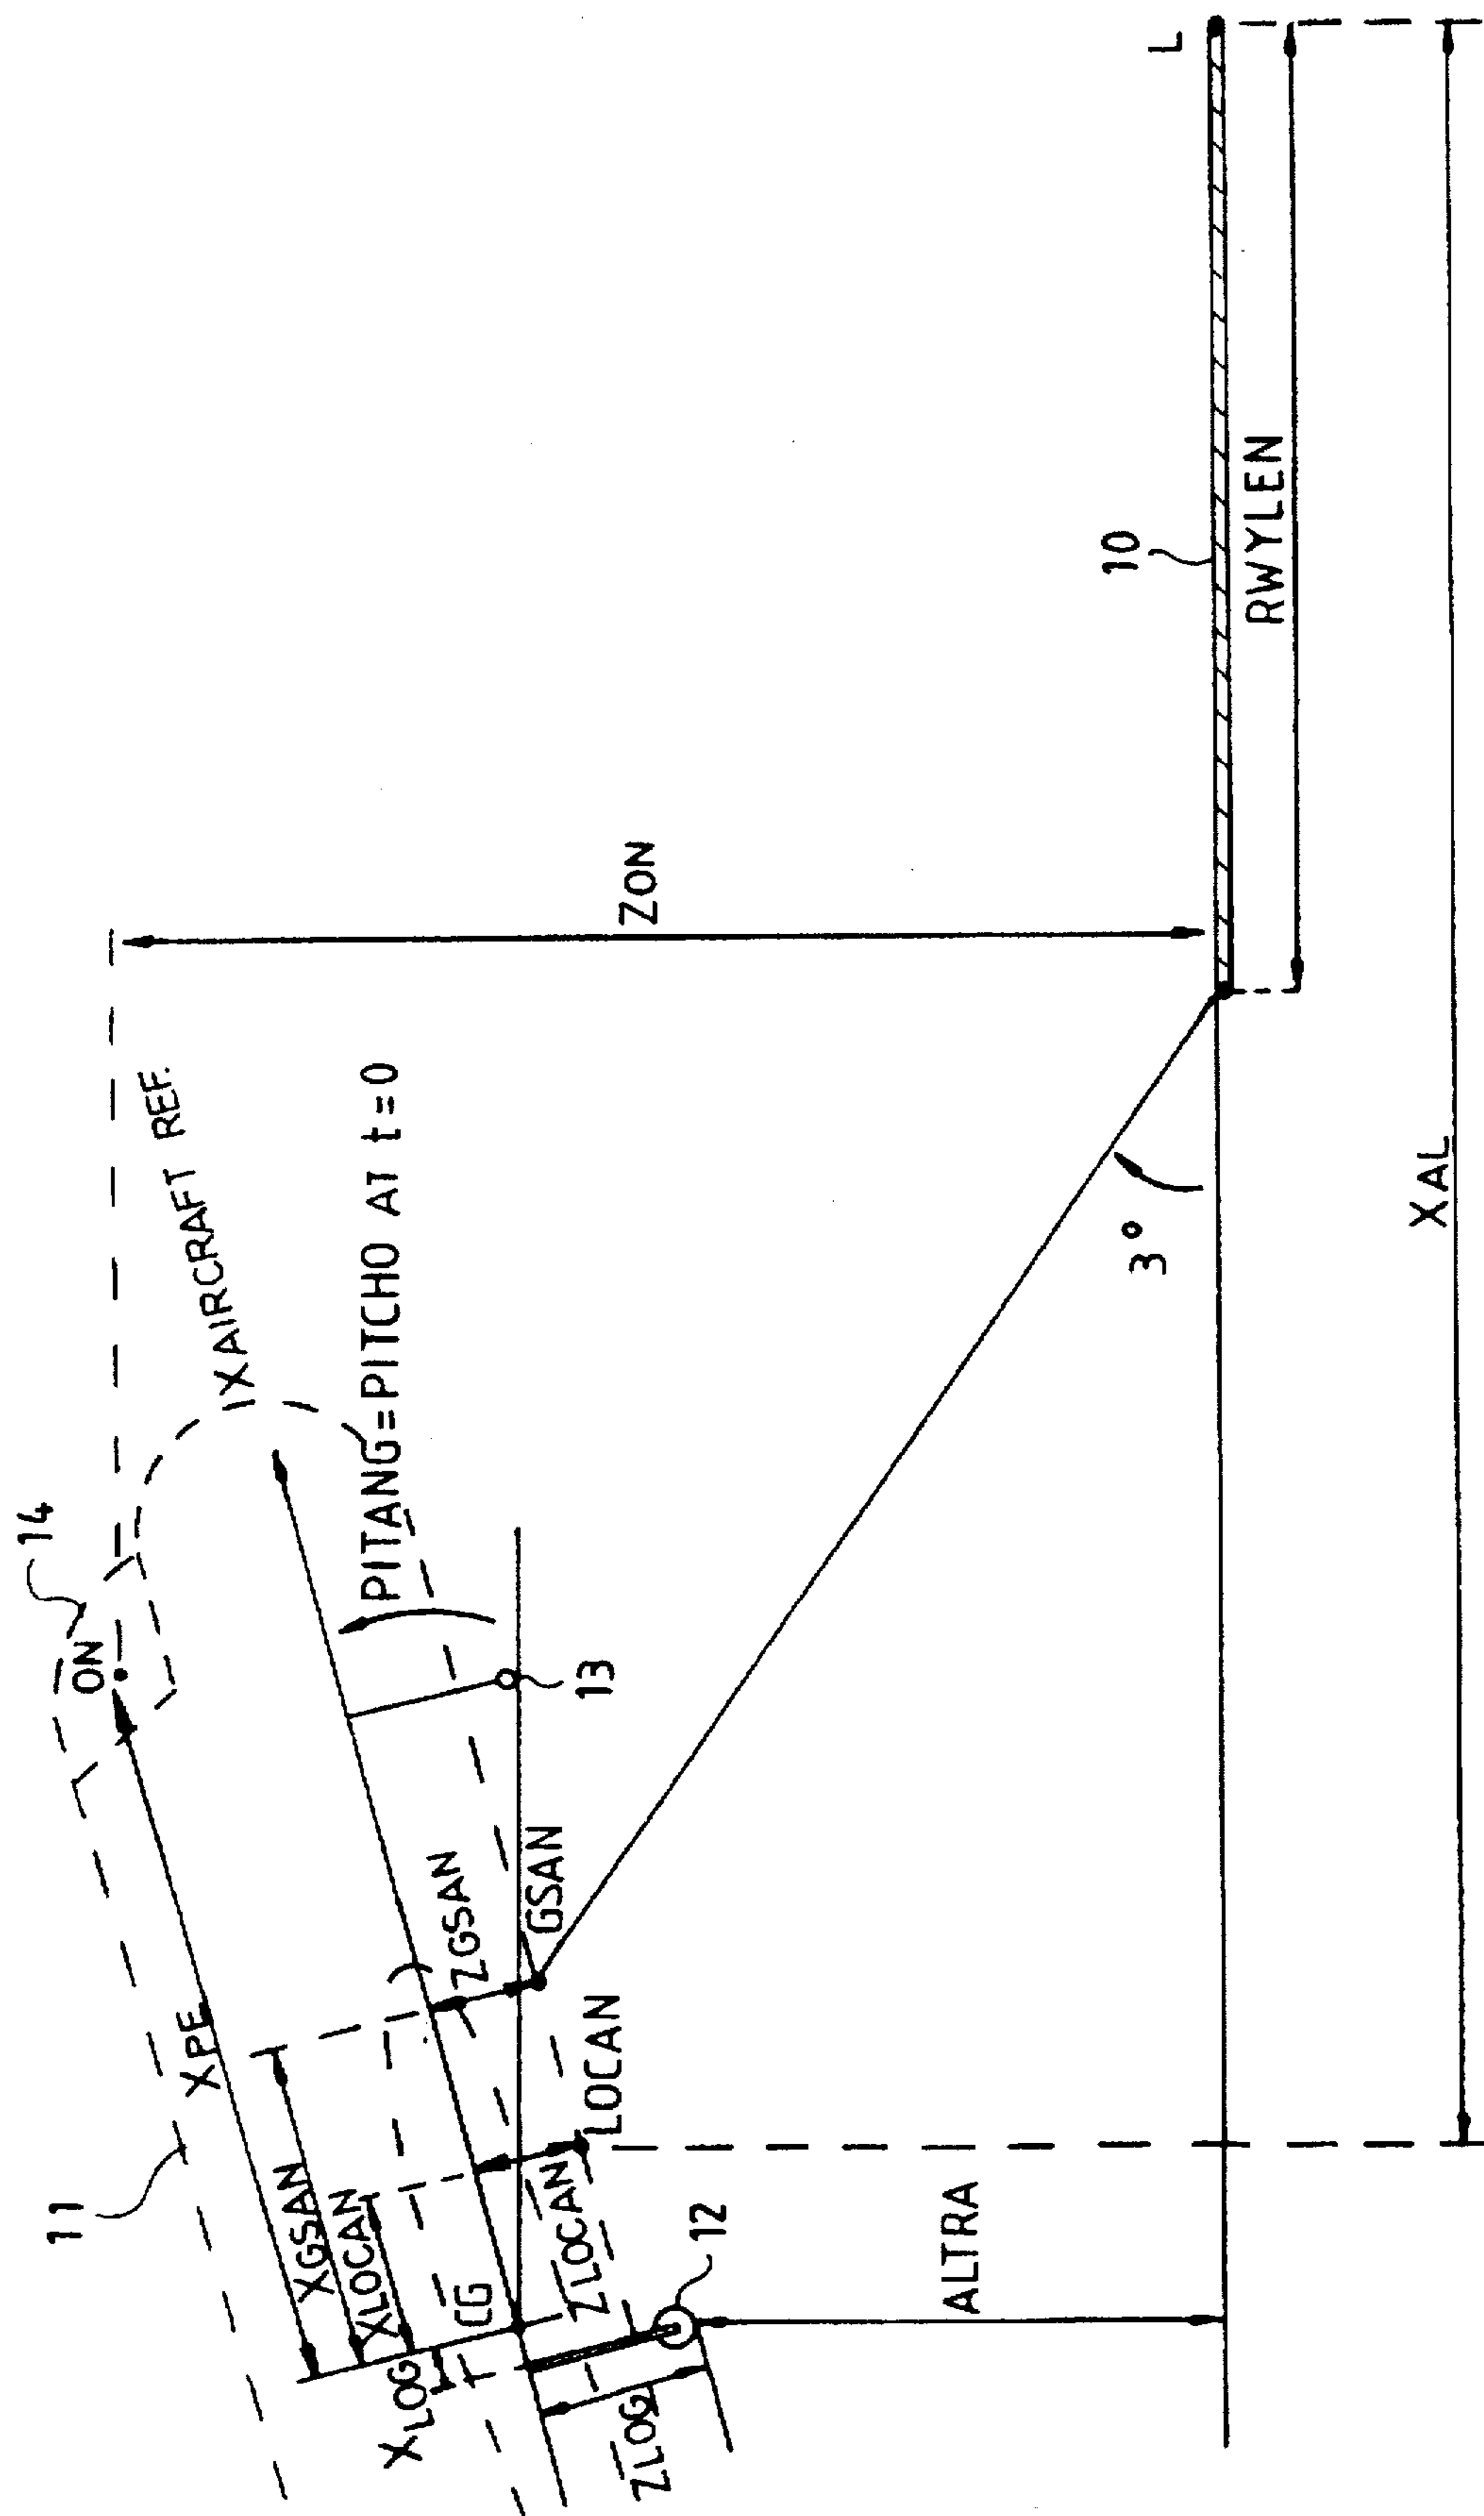 14
ON
11
XPE
X AIRCRAFT REF.
PITANG=PITCHO AT t=0
XGSAN
XLOCAN
XLOG
CG
ZGSAN
GSAN
13
ZLOCAN
LOCAN
ZLOG
12
ALTRA
ZON
3°
10
L
RWYLEN
XAL